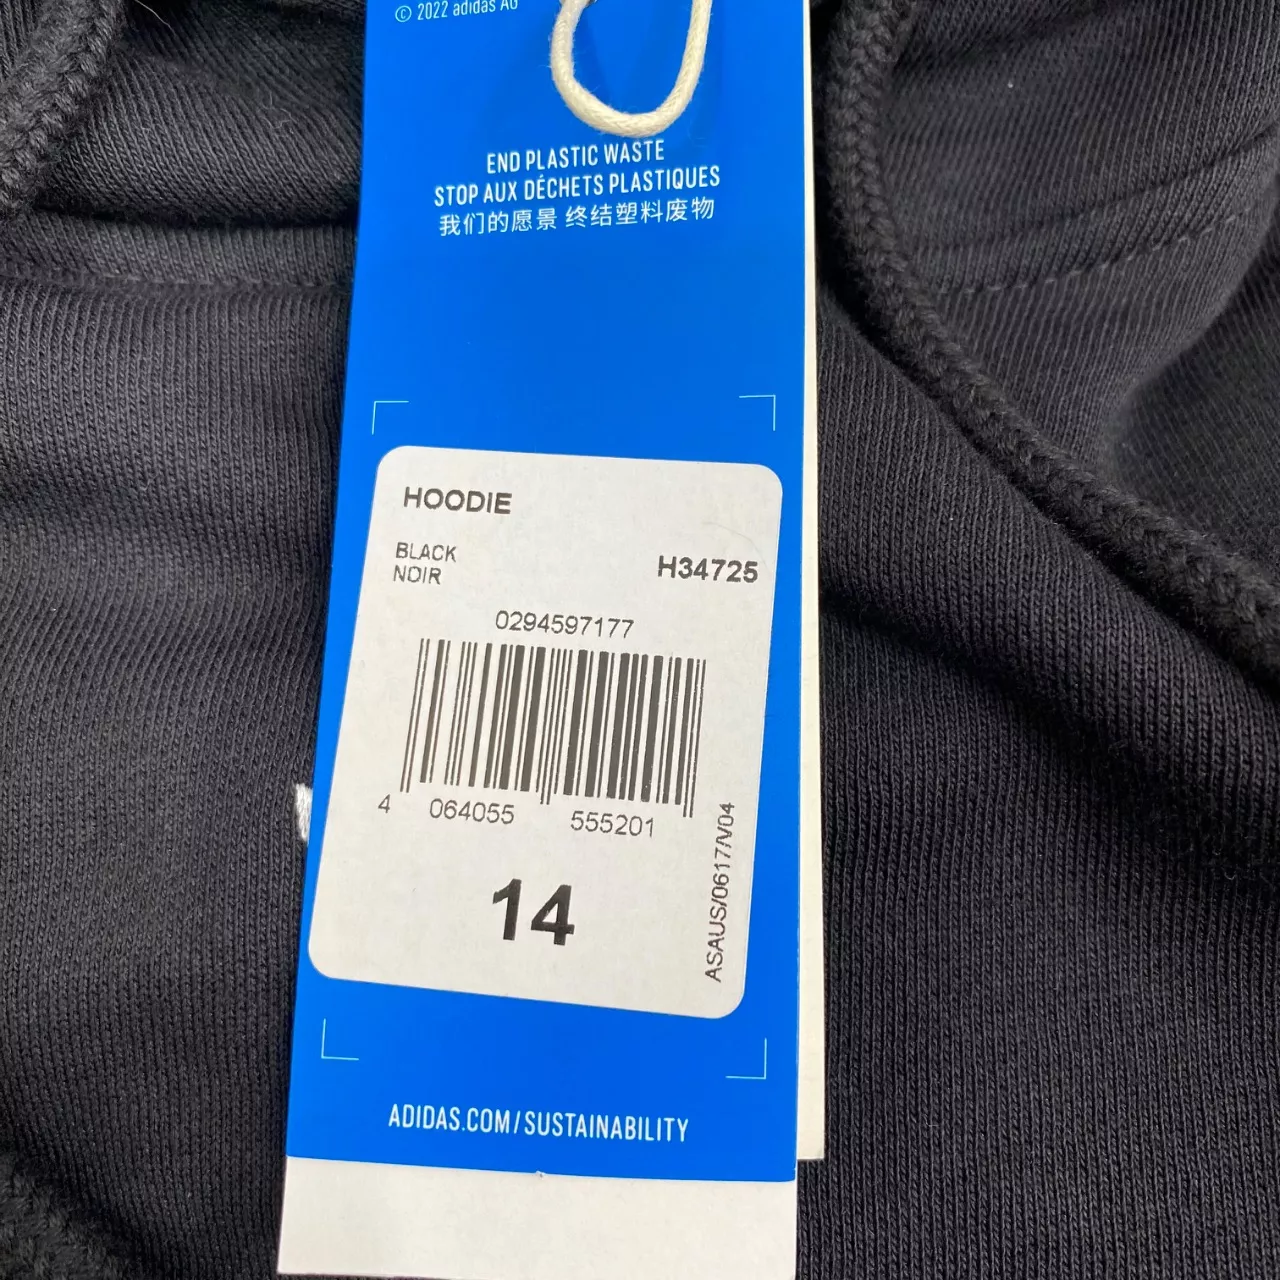 © 2022 adidas AG
END PLASTIC WASTE
STOP AUX DÉCHETS PLASTIQUES
我们的愿景 终结塑料废物
HOODIE
BLACK
NOIR
H34725
0294597177
4 064055 555201
14
ASAUS/0617/V04
ADIDAS.COM/SUSTAINABILITY